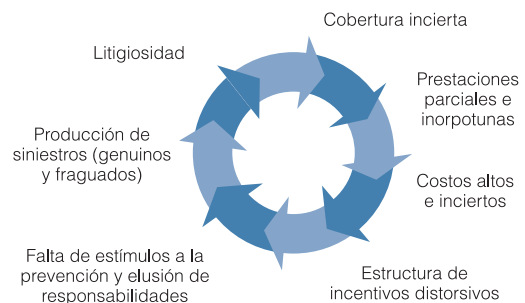 Cobertura incierta
Prestaciones
parciales e
inorpotunas
Costos altos
e inciertos
Estructura de
incentivos distorsivos
Falta de estímulos a la
prevención y elusión de
responsabilidades
Producción de
siniestros (genuinos
y fraguados)
Litigiosidad